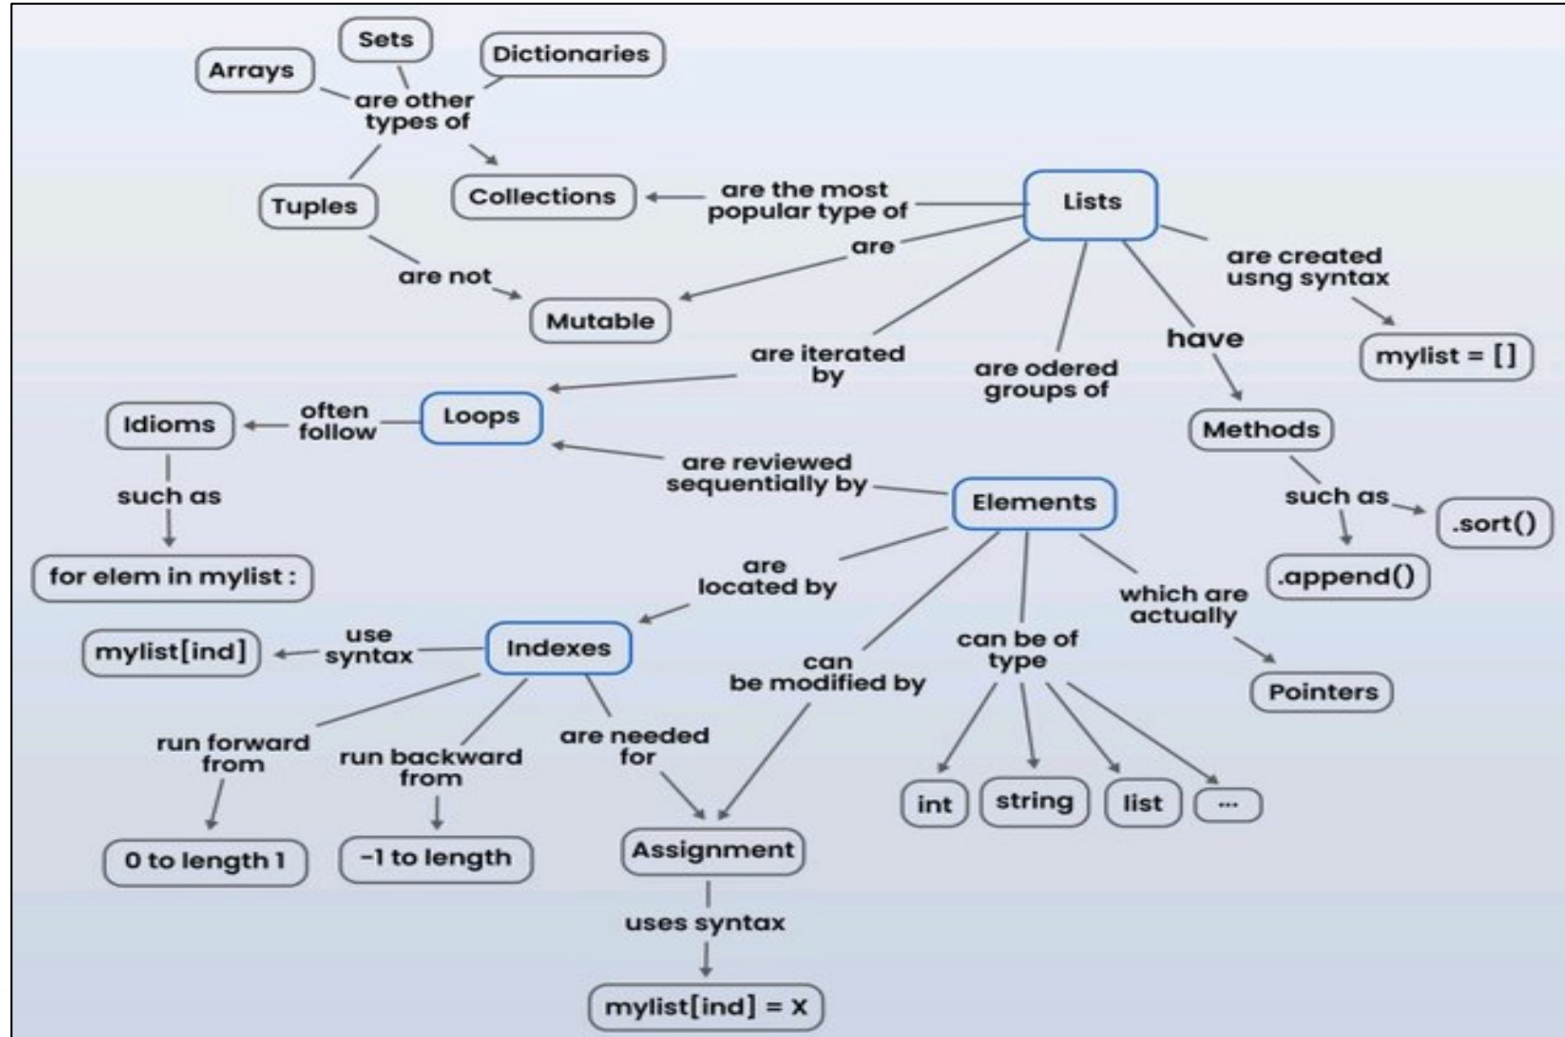 Sets
Dictionaries
Arrays
are other
types of
Tuples
Collections
are the most
popular type of
Lists
are
are not
Mutable
are created
usng syntax
have
mylist = []
are iterated
by
are odered
groups of
Idioms
often
follow
Loops
Methods
such as
are reviewed
sequentially by
Elements
such as
.sort()
.append()
for elem in mylist :
are
located by
which are
actually
mylist[ind]
use
syntax
Indexes
can
be modified by
can be of
type
Pointers
run forward
from
run backward
from
are needed
for
int
string
list
...
0 to length 1
-1 to length
Assignment
uses syntax
mylist[ind] = X